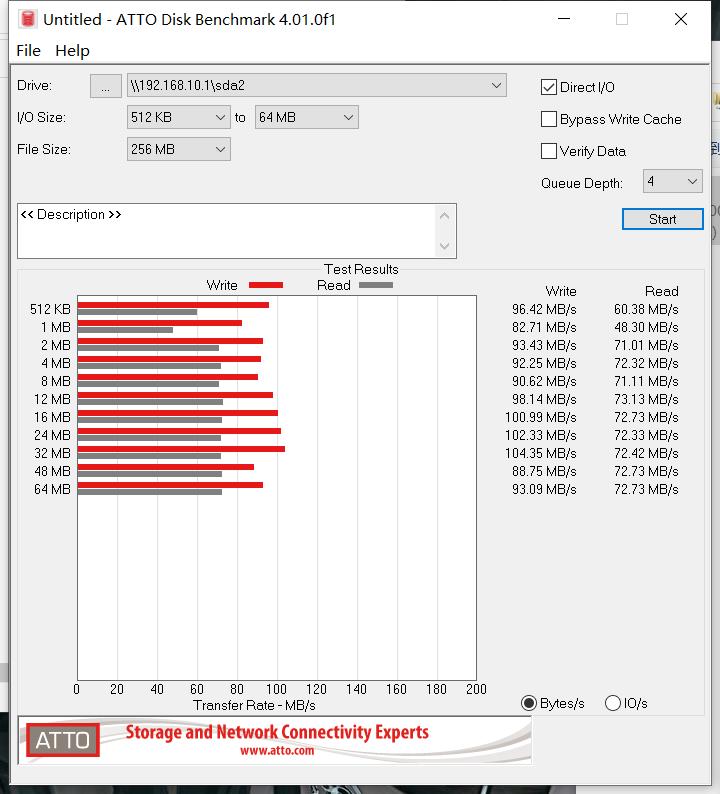 Untitled - ATTO Disk Benchmark 4.01.0f1
File Help
Drive: ... \\192.168.10.1\sda2
I/O Size: 512 KB to 64 MB
File Size: 256 MB
Direct I/O
Bypass Write Cache
Verify Data
Queue Depth: 4
<< Description >>
Start
Test Results
Write Read
Write Read
512 KB 96.42 MB/s 60.38 MB/s
1 MB 82.71 MB/s 48.30 MB/s
2 MB 93.43 MB/s 71.01 MB/s
4 MB 92.25 MB/s 72.32 MB/s
8 MB 90.62 MB/s 71.11 MB/s
12 MB 98.14 MB/s 73.13 MB/s
16 MB 100.99 MB/s 72.73 MB/s
24 MB 102.33 MB/s 72.33 MB/s
32 MB 104.35 MB/s 72.42 MB/s
48 MB 88.75 MB/s 72.73 MB/s
64 MB 93.09 MB/s 72.73 MB/s
0 20 40 60 80 100 120 140 160 180 200
Transfer Rate - MB/s
Bytes/s IO/s
ATTO Storage and Network Connectivity Experts
www.atto.com